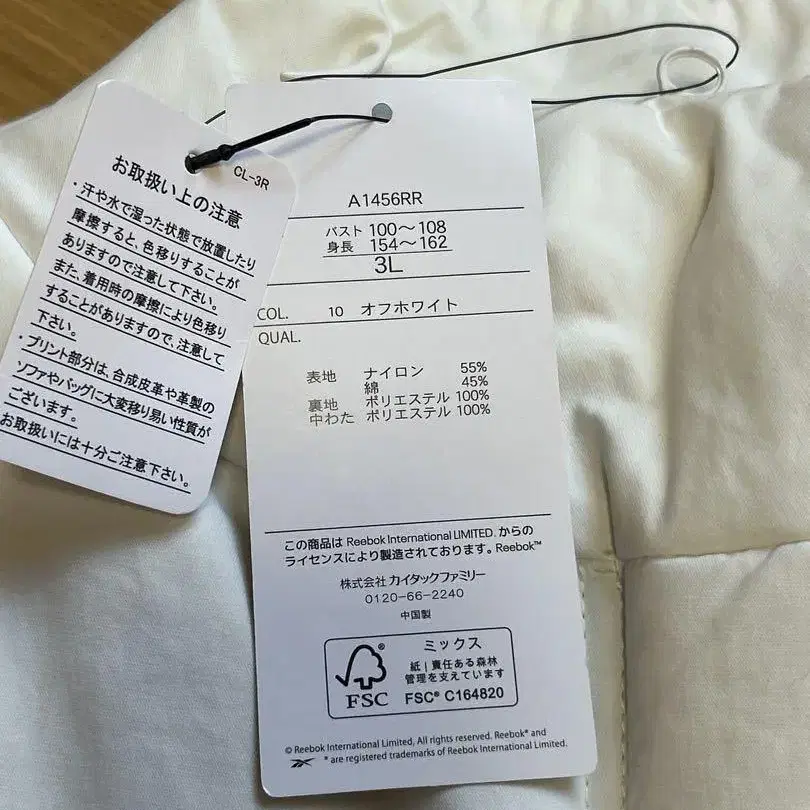 CL-3R
お取扱い上の注意
・汗や水で湿った状態で放置したり
摩擦すると、色移りすることが
ありますので注意して下さい。
また、着用時の摩擦により色移り
することがありますので、注意して
下さい。
・プリント部分は、合成皮革や革製の
ソファやバッグに大変移り易い性質が
ございます。
お取扱いには十分ご注意下さい。
A1456RR
バスト 100〜108
身長 154〜162
3L
COL. 10 オフホワイト
QUAL.
表地 ナイロン 55%
綿 45%
裏地 ポリエステル 100%
中わた ポリエステル 100%
この商品は Reebok International LIMITED. からの
ライセンスにより製造されております。Reebok™
株式会社 カイタックファミリー
0120-66-2240
中国製
ミックス
紙 | 責任ある森林
管理を支えています
FSC® C164820
FSC
© Reebok International Limited, All rights reserved. Reebok® and
® are registered trademarks of Reebok International Limited.